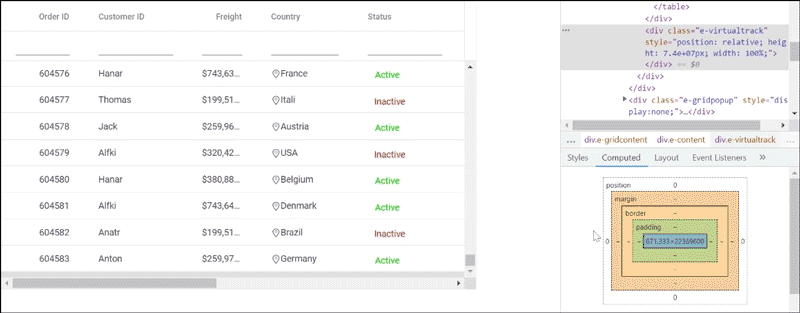 Order ID Customer ID Freight Country Status
604576 Hanar $743,63... France Active
604577 Thomas $199,51... Itali Inactive
604578 Jack $259,96... Austria Active
604579 Alfki $320,42... USA Inactive
604580 Hanar $380,88... Belgium Active
604581 Alfki $743,64... Denmark Active
604582 Anatr $199,51... Brazil Inactive
604583 Anton $259,97... Germany Active
</table>
</div>
... <div class="e-virtualtrack"
style="position: relative; hei
ght: 7.4e+07px; width: 100%;">
</div> == $0
</div>
</div>
<div class="e-gridpopup" style="dis
play:none;">…</div>
... div.e-gridcontent div.e-content div.e-virtualtrack ...
Styles Computed Layout Event Listeners »
position 0
margin –
border –
padding –
0 – – – 671.333×22369600 – – – 0
–
–
–
0